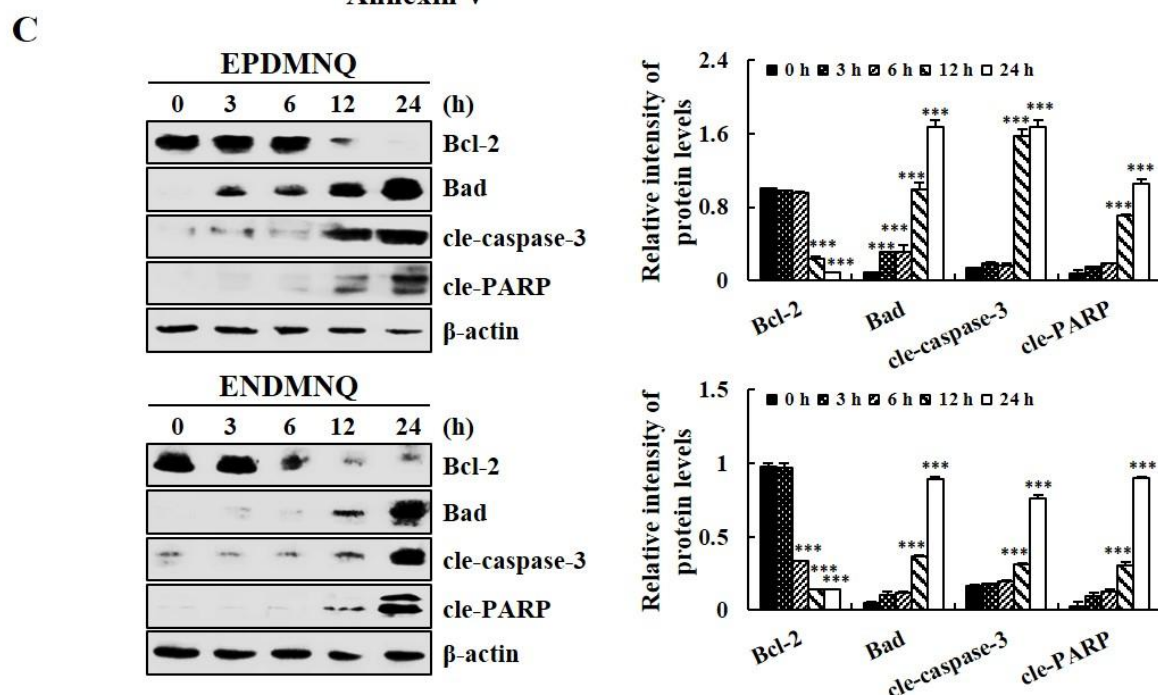 Annexin V
C
EPDMNQ
0 3 6 12 24 (h)
Bcl-2
Bad
cle-caspase-3
cle-PARP
β-actin
Relative intensity of
protein levels
2.4
1.6
0.8
0
0 h 3 h 6 h 12 h 24 h
*** *** *** *** *** *** *** *** *** ***
Bcl-2 Bad cle-caspase-3 cle-PARP
ENDMNQ
0 3 6 12 24 (h)
Bcl-2
Bad
cle-caspase-3
cle-PARP
β-actin
Relative intensity of
protein levels
1.5
1
0.5
0
0 h 3 h 6 h 12 h 24 h
*** *** *** *** *** *** *** *** ***
Bcl-2 Bad cle-caspase-3 cle-PARP